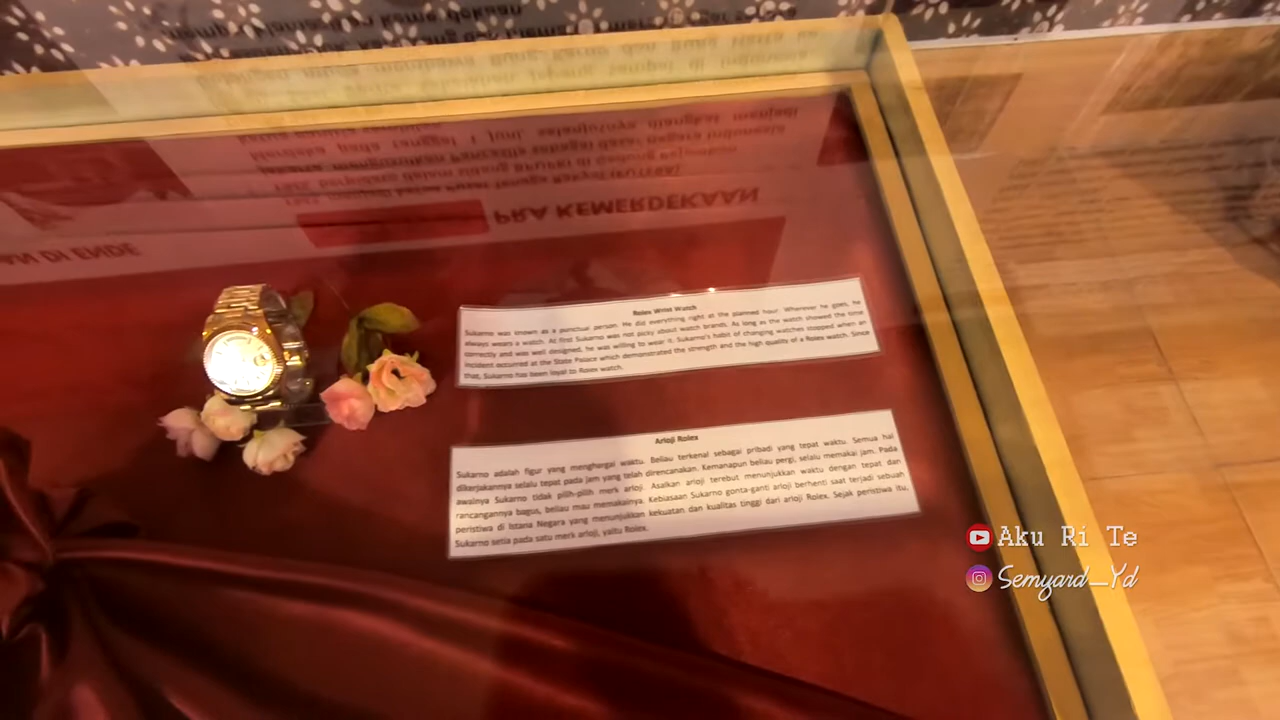 PRA KEMERDEKAAN
AN DI ENDE
Rolex Wrist Watch
Sukarno was known as a punctual person. He did everything right at the planned hour. Wherever he goes, he
always wears a watch. At first Sukarno was not picky about watch brands. As long as the watch showed the time
correctly and was well designed, he was willing to wear it. Sukarno's habit of changing watches stopped when an
incident occurred at the State Palace which demonstrated the strength and the high quality of a Rolex watch. Since
that, Sukarno has been loyal to Rolex watch.
Arloji Rolex
Sukarno adalah figur yang menghargai waktu. Beliau terkenal sebagai pribadi yang tepat waktu. Semua hal
dikerjakannya selalu tepat pada jam yang telah direncanakan. Kemanapun beliau pergi, selalu memakai jam. Pada
awalnya Sukarno tidak pilih-pilih merk arloji. Asalkan arloji terebut menunjukkan waktu dengan tepat dan
rancangannya bagus, beliau mau memakainya. Kebiasaan Sukarno gonta-ganti arloji berhenti saat terjadi sebuah
peristiwa di Istana Negara yang menunjukkan kekuatan dan kualitas tinggi dari arloji Rolex. Sejak peristiwa itu,
Sukarno setia pada satu merk arloji, yaitu Rolex.
Aku Ri Te
Semyard_Yd